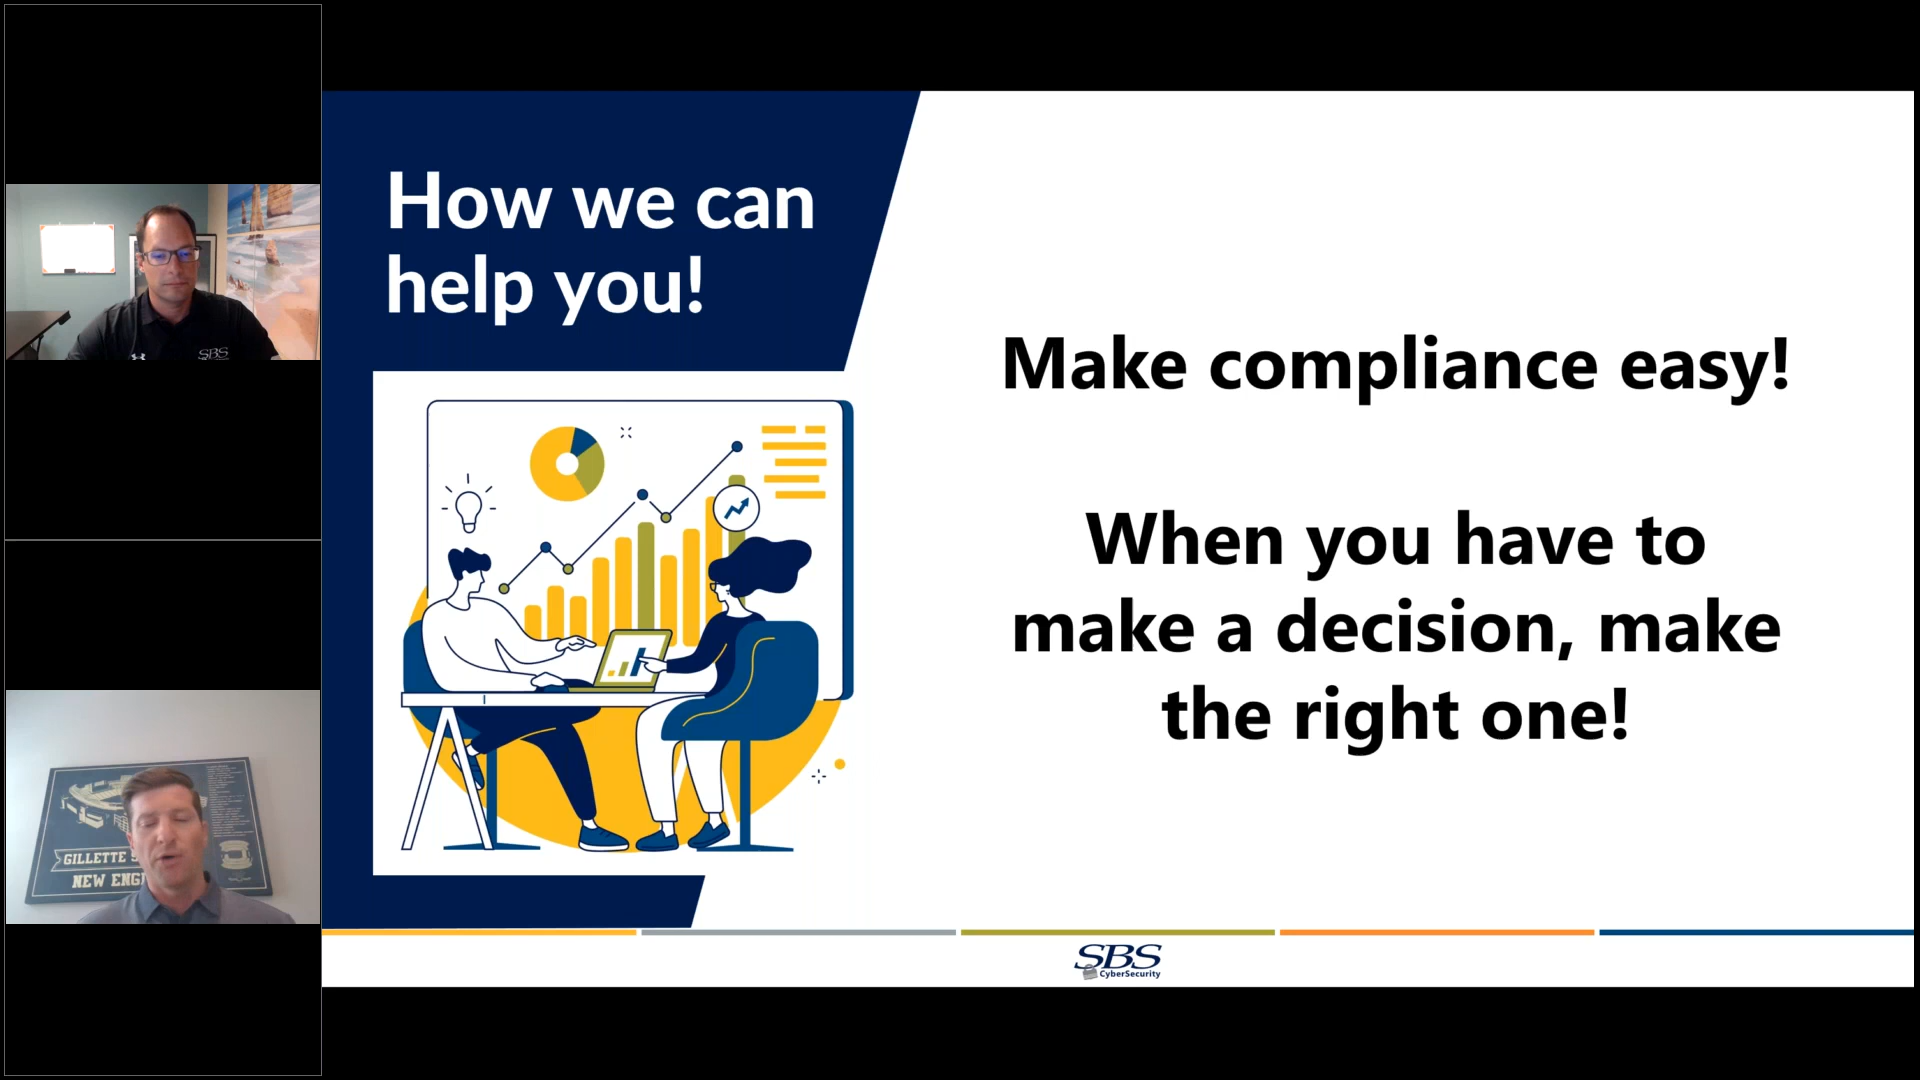 How we can
help you!
Make compliance easy!
When you have to
make a decision, make
the right one!
SBS
CyberSecurity
SBS
GILLETTE
NEW ENG